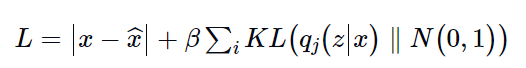 L = |x − x̂| + β∑ᵢ KL(qⱼ(z|x) ∥ N(0, 1))